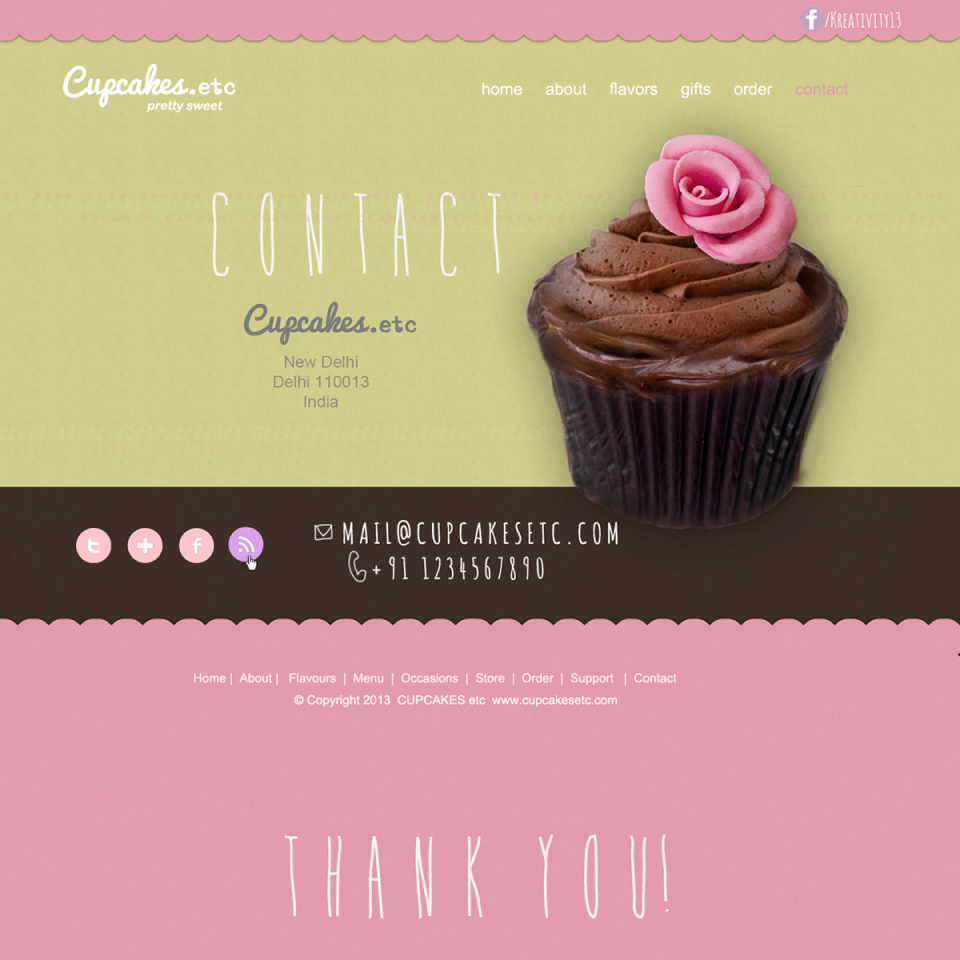 /Kreativity13
Cupcakes.etc
pretty sweet
home about flavors gifts order contact
CONTACT
Cupcakes.etc
New Delhi
Delhi 110013
India
MAIL@CUPCAKESETC.COM
+91 1234567890
Home | About | Flavours | Menu | Occasions | Store | Order | Support | Contact
© Copyright 2013 CUPCAKES etc www.cupcakesetc.com
THANK YOU!